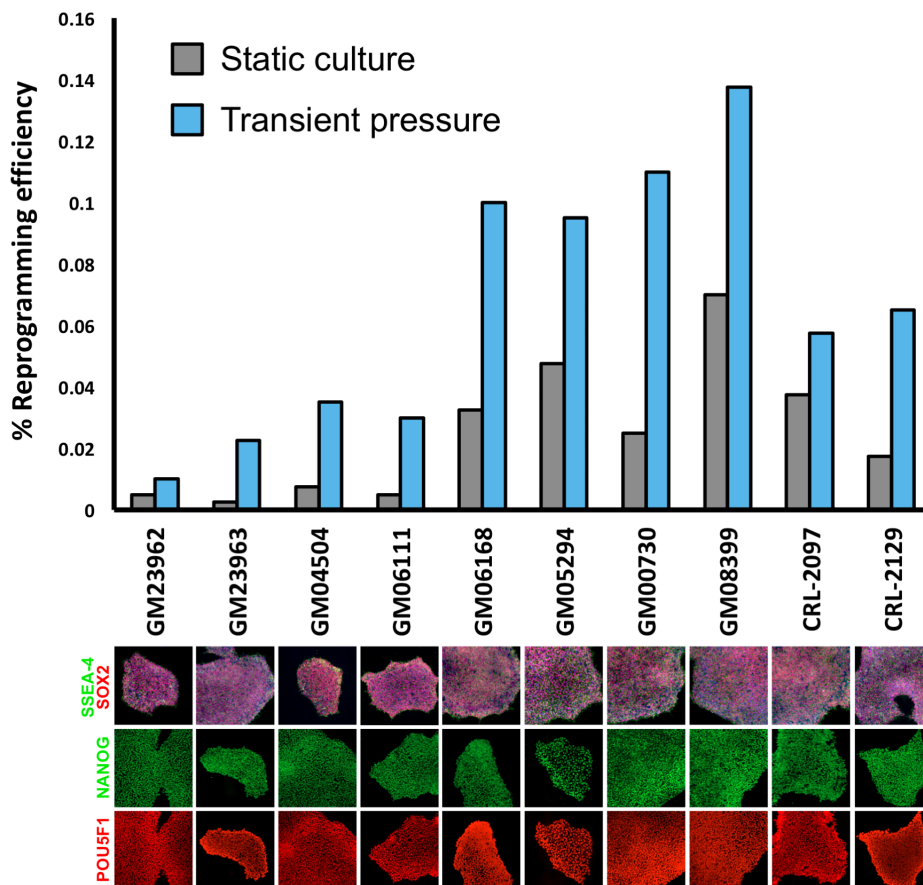 % Reprogramming efficiency
0.16
0.14
0.12
0.1
0.08
0.06
0.04
0.02
0
Static culture
Transient pressure
GM23962
GM23963
GM04504
GM06111
GM06168
GM05294
GM00730
GM08399
CRL-2097
CRL-2129
SSEA-4
SOX2
NANOG
POU5F1